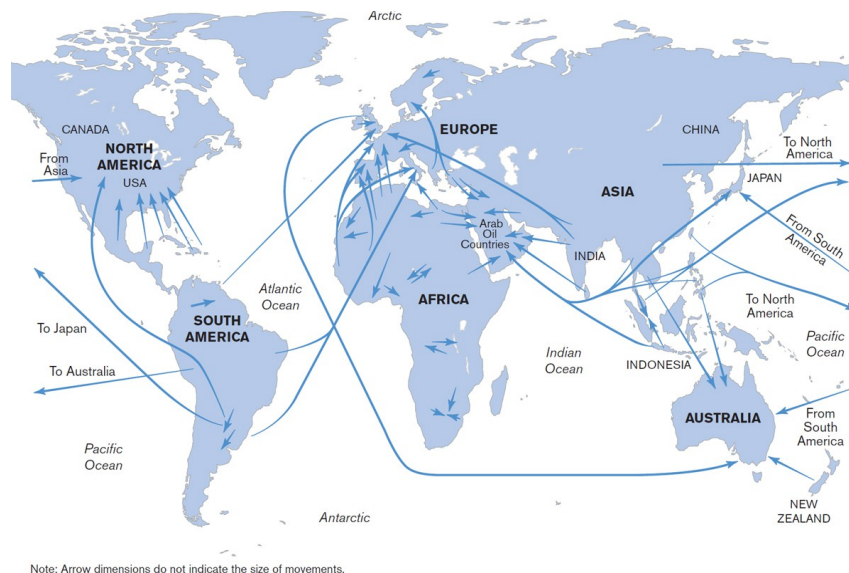 Arctic
CANADA
NORTH
AMERICA
USA
From
Asia
EUROPE
CHINA
To North
America
JAPAN
ASIA
Arab
Oil
Countries
INDIA
From South
America
Atlantic
Ocean
AFRICA
SOUTH
AMERICA
To Japan
To Australia
To North
America
Pacific
Ocean
Indian
Ocean
INDONESIA
AUSTRALIA
From
South
America
Pacific
Ocean
NEW
ZEALAND
Antarctic
Note: Arrow dimensions do not indicate the size of movements.